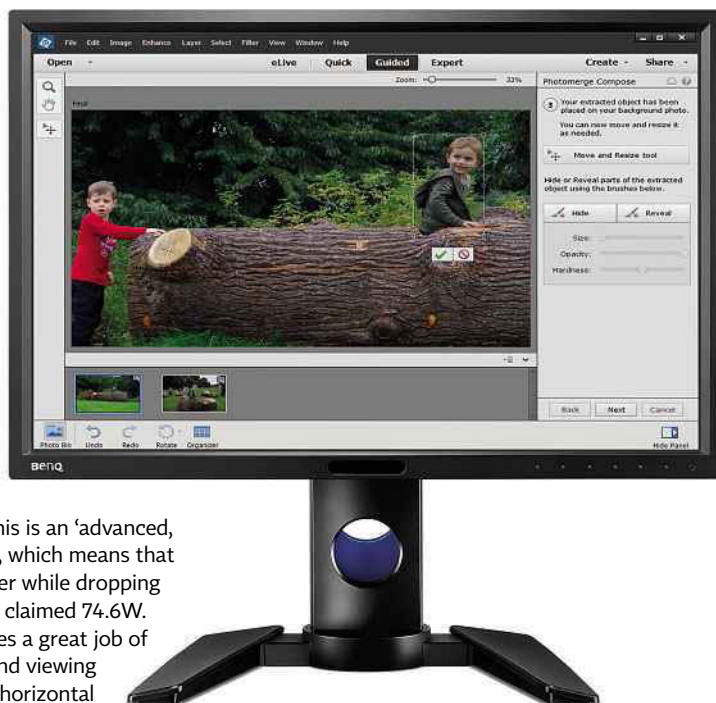 File Edit Image Enhance Layer Select Filter View Window Help
Open eLive Quick Guided Expert Create Share
Zoom: 33%
Photomerge Compose
Final
3 Your extracted object has been
placed on your background photo.
You can now move and resize it
as needed.
Move and Resize tool
Hide or Reveal parts of the extracted
object using the brushes below.
Hide Reveal
Size:
Opacity:
Hardness:
Back Next Cancel
Photo Bin Undo Redo Rotate Organizer Hide Panel
BenQ
his is an ‘advanced,
, which means that
er while dropping
claimed 74.6W.
es a great job of
nd viewing
horizontal